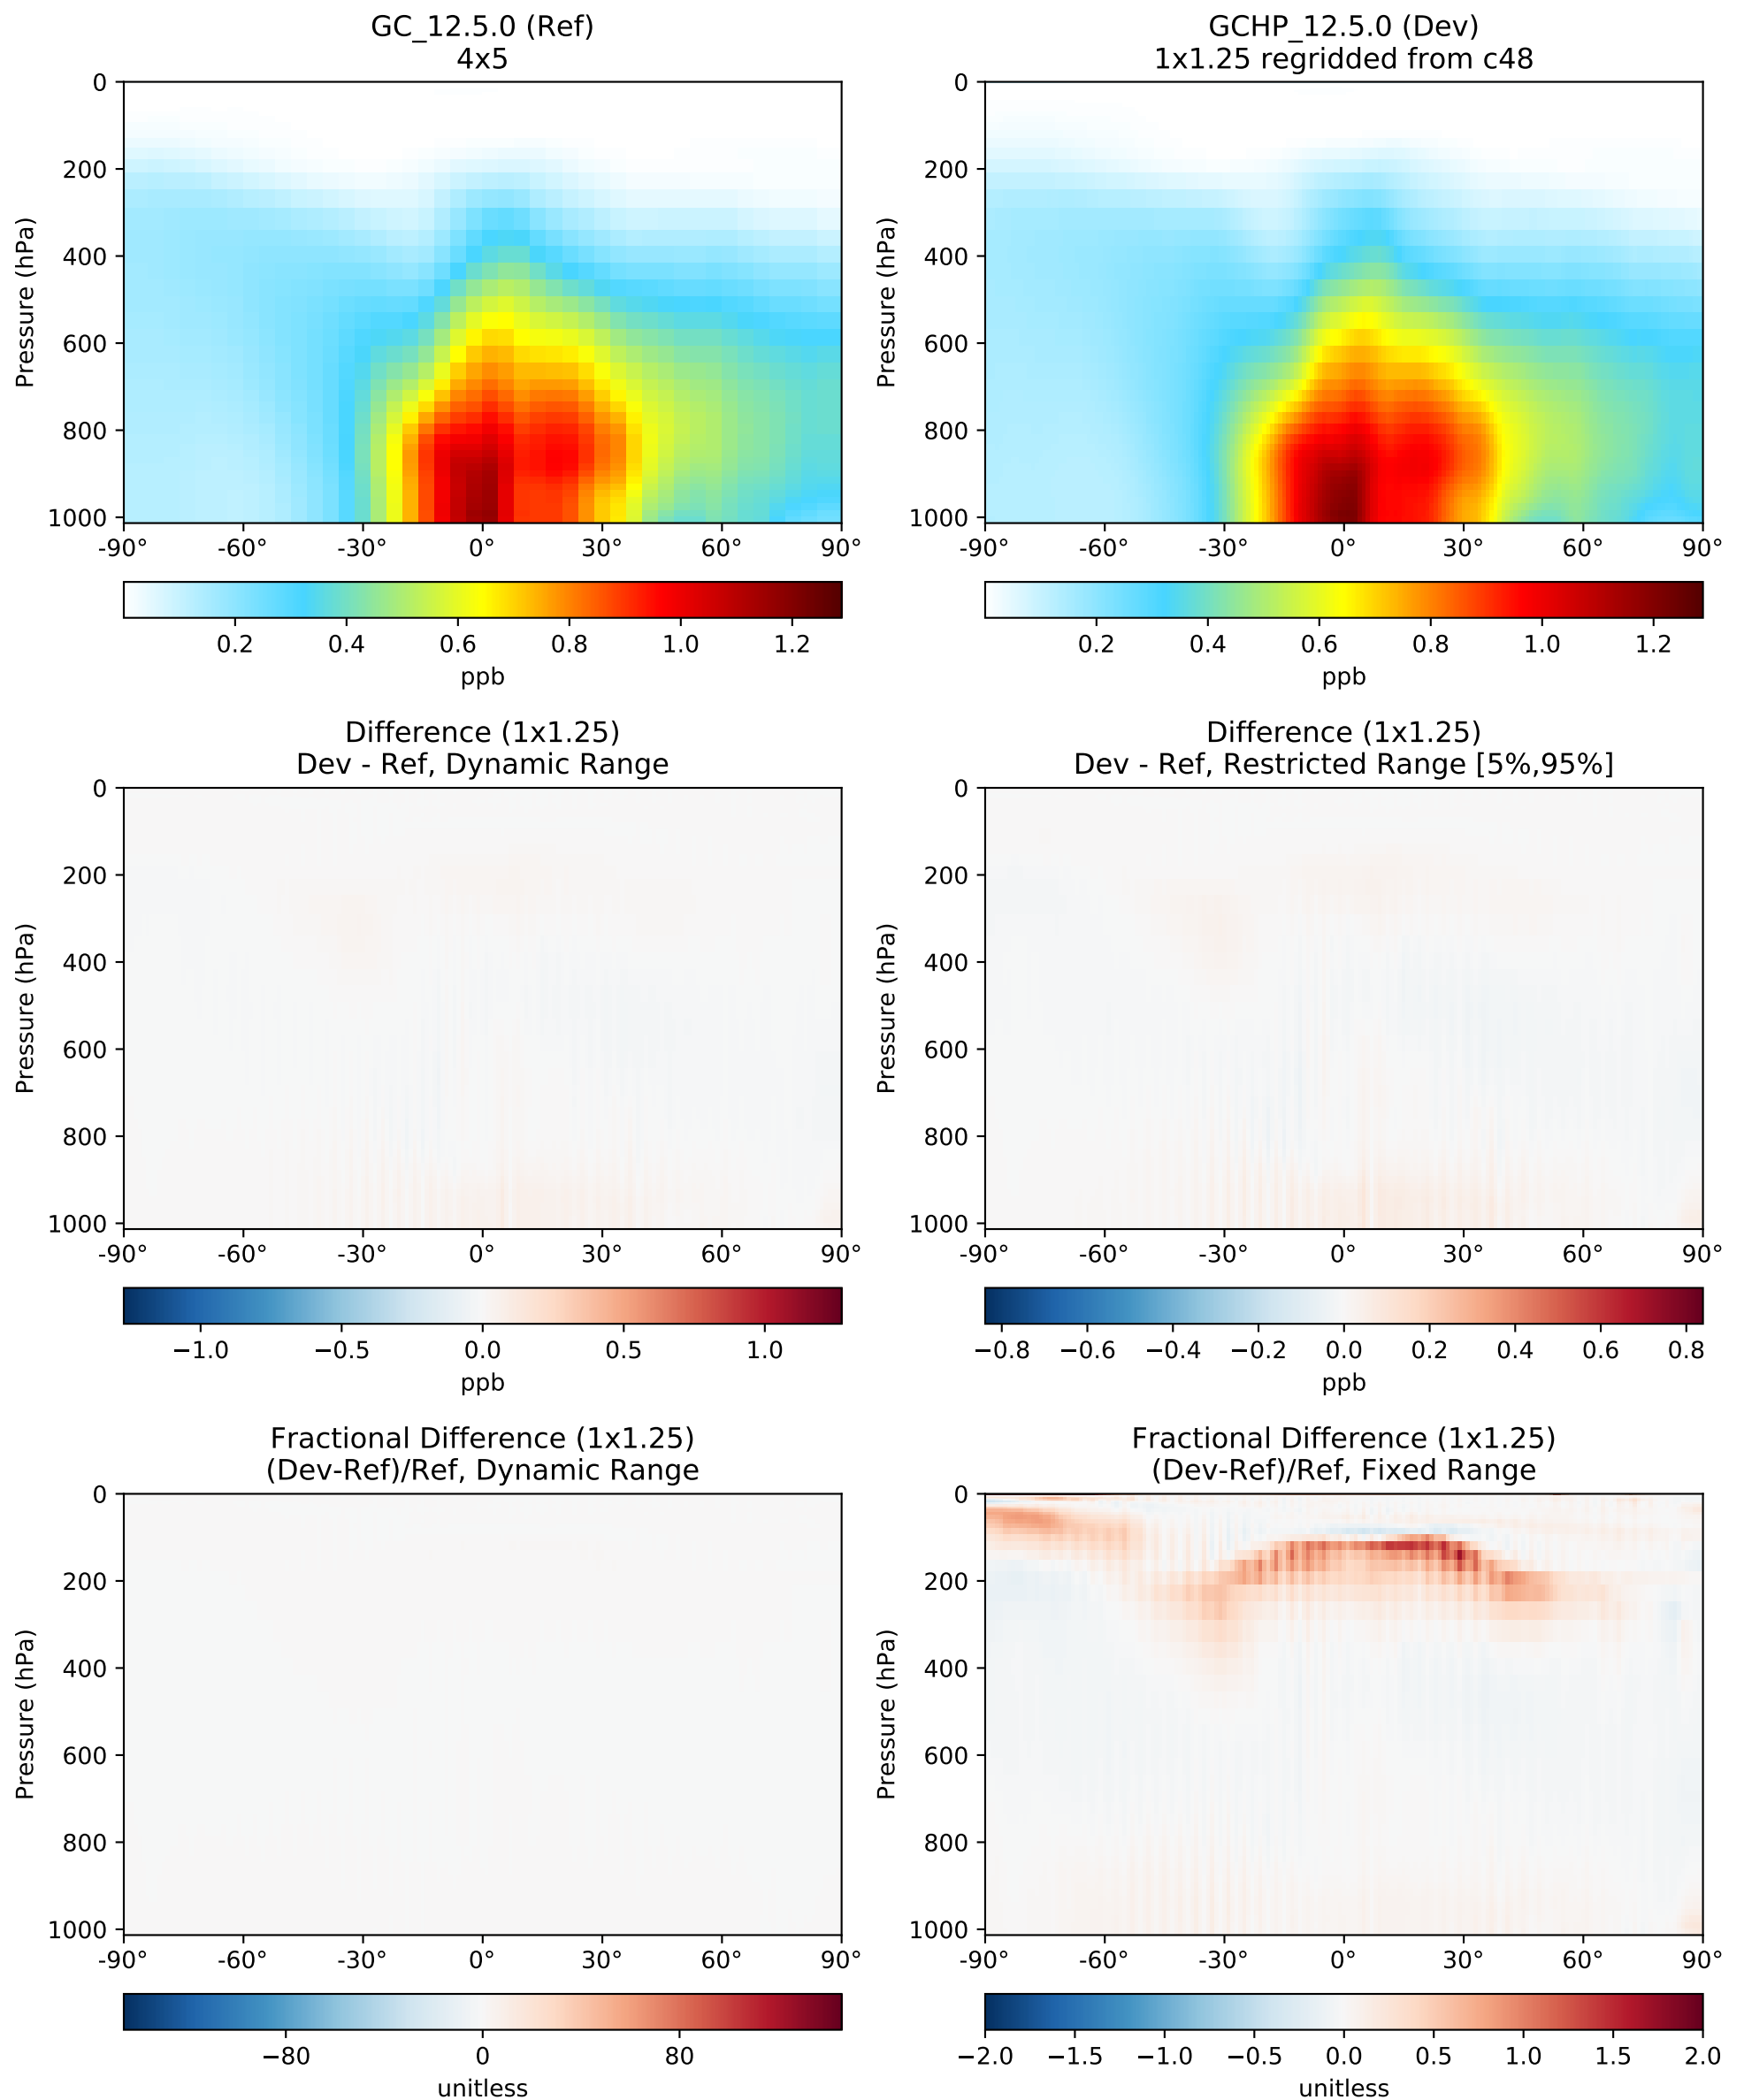 GC_12.5.0 (Ref)
4x5
GCHP_12.5.0 (Dev)
1x1.25 regridded from c48
Pressure (hPa)
0
200
400
600
800
1000
-90° -60° -30° 0° 30° 60° 90°
0.2 0.4 0.6 0.8 1.0 1.2
ppb
Pressure (hPa)
0
200
400
600
800
1000
-90° -60° -30° 0° 30° 60° 90°
0.2 0.4 0.6 0.8 1.0 1.2
ppb
Difference (1x1.25)
Dev - Ref, Dynamic Range
Pressure (hPa)
0
200
400
600
800
1000
-90° -60° -30° 0° 30° 60° 90°
−1.0 −0.5 0.0 0.5 1.0
ppb
Difference (1x1.25)
Dev - Ref, Restricted Range [5%,95%]
Pressure (hPa)
0
200
400
600
800
1000
-90° -60° -30° 0° 30° 60° 90°
−0.8 −0.6 −0.4 −0.2 0.0 0.2 0.4 0.6 0.8
ppb
Fractional Difference (1x1.25)
(Dev-Ref)/Ref, Dynamic Range
Pressure (hPa)
0
200
400
600
800
1000
-90° -60° -30° 0° 30° 60° 90°
−80 0 80
unitless
Fractional Difference (1x1.25)
(Dev-Ref)/Ref, Fixed Range
Pressure (hPa)
0
200
400
600
800
1000
-90° -60° -30° 0° 30° 60° 90°
−2.0 −1.5 −1.0 −0.5 0.0 0.5 1.0 1.5 2.0
unitless